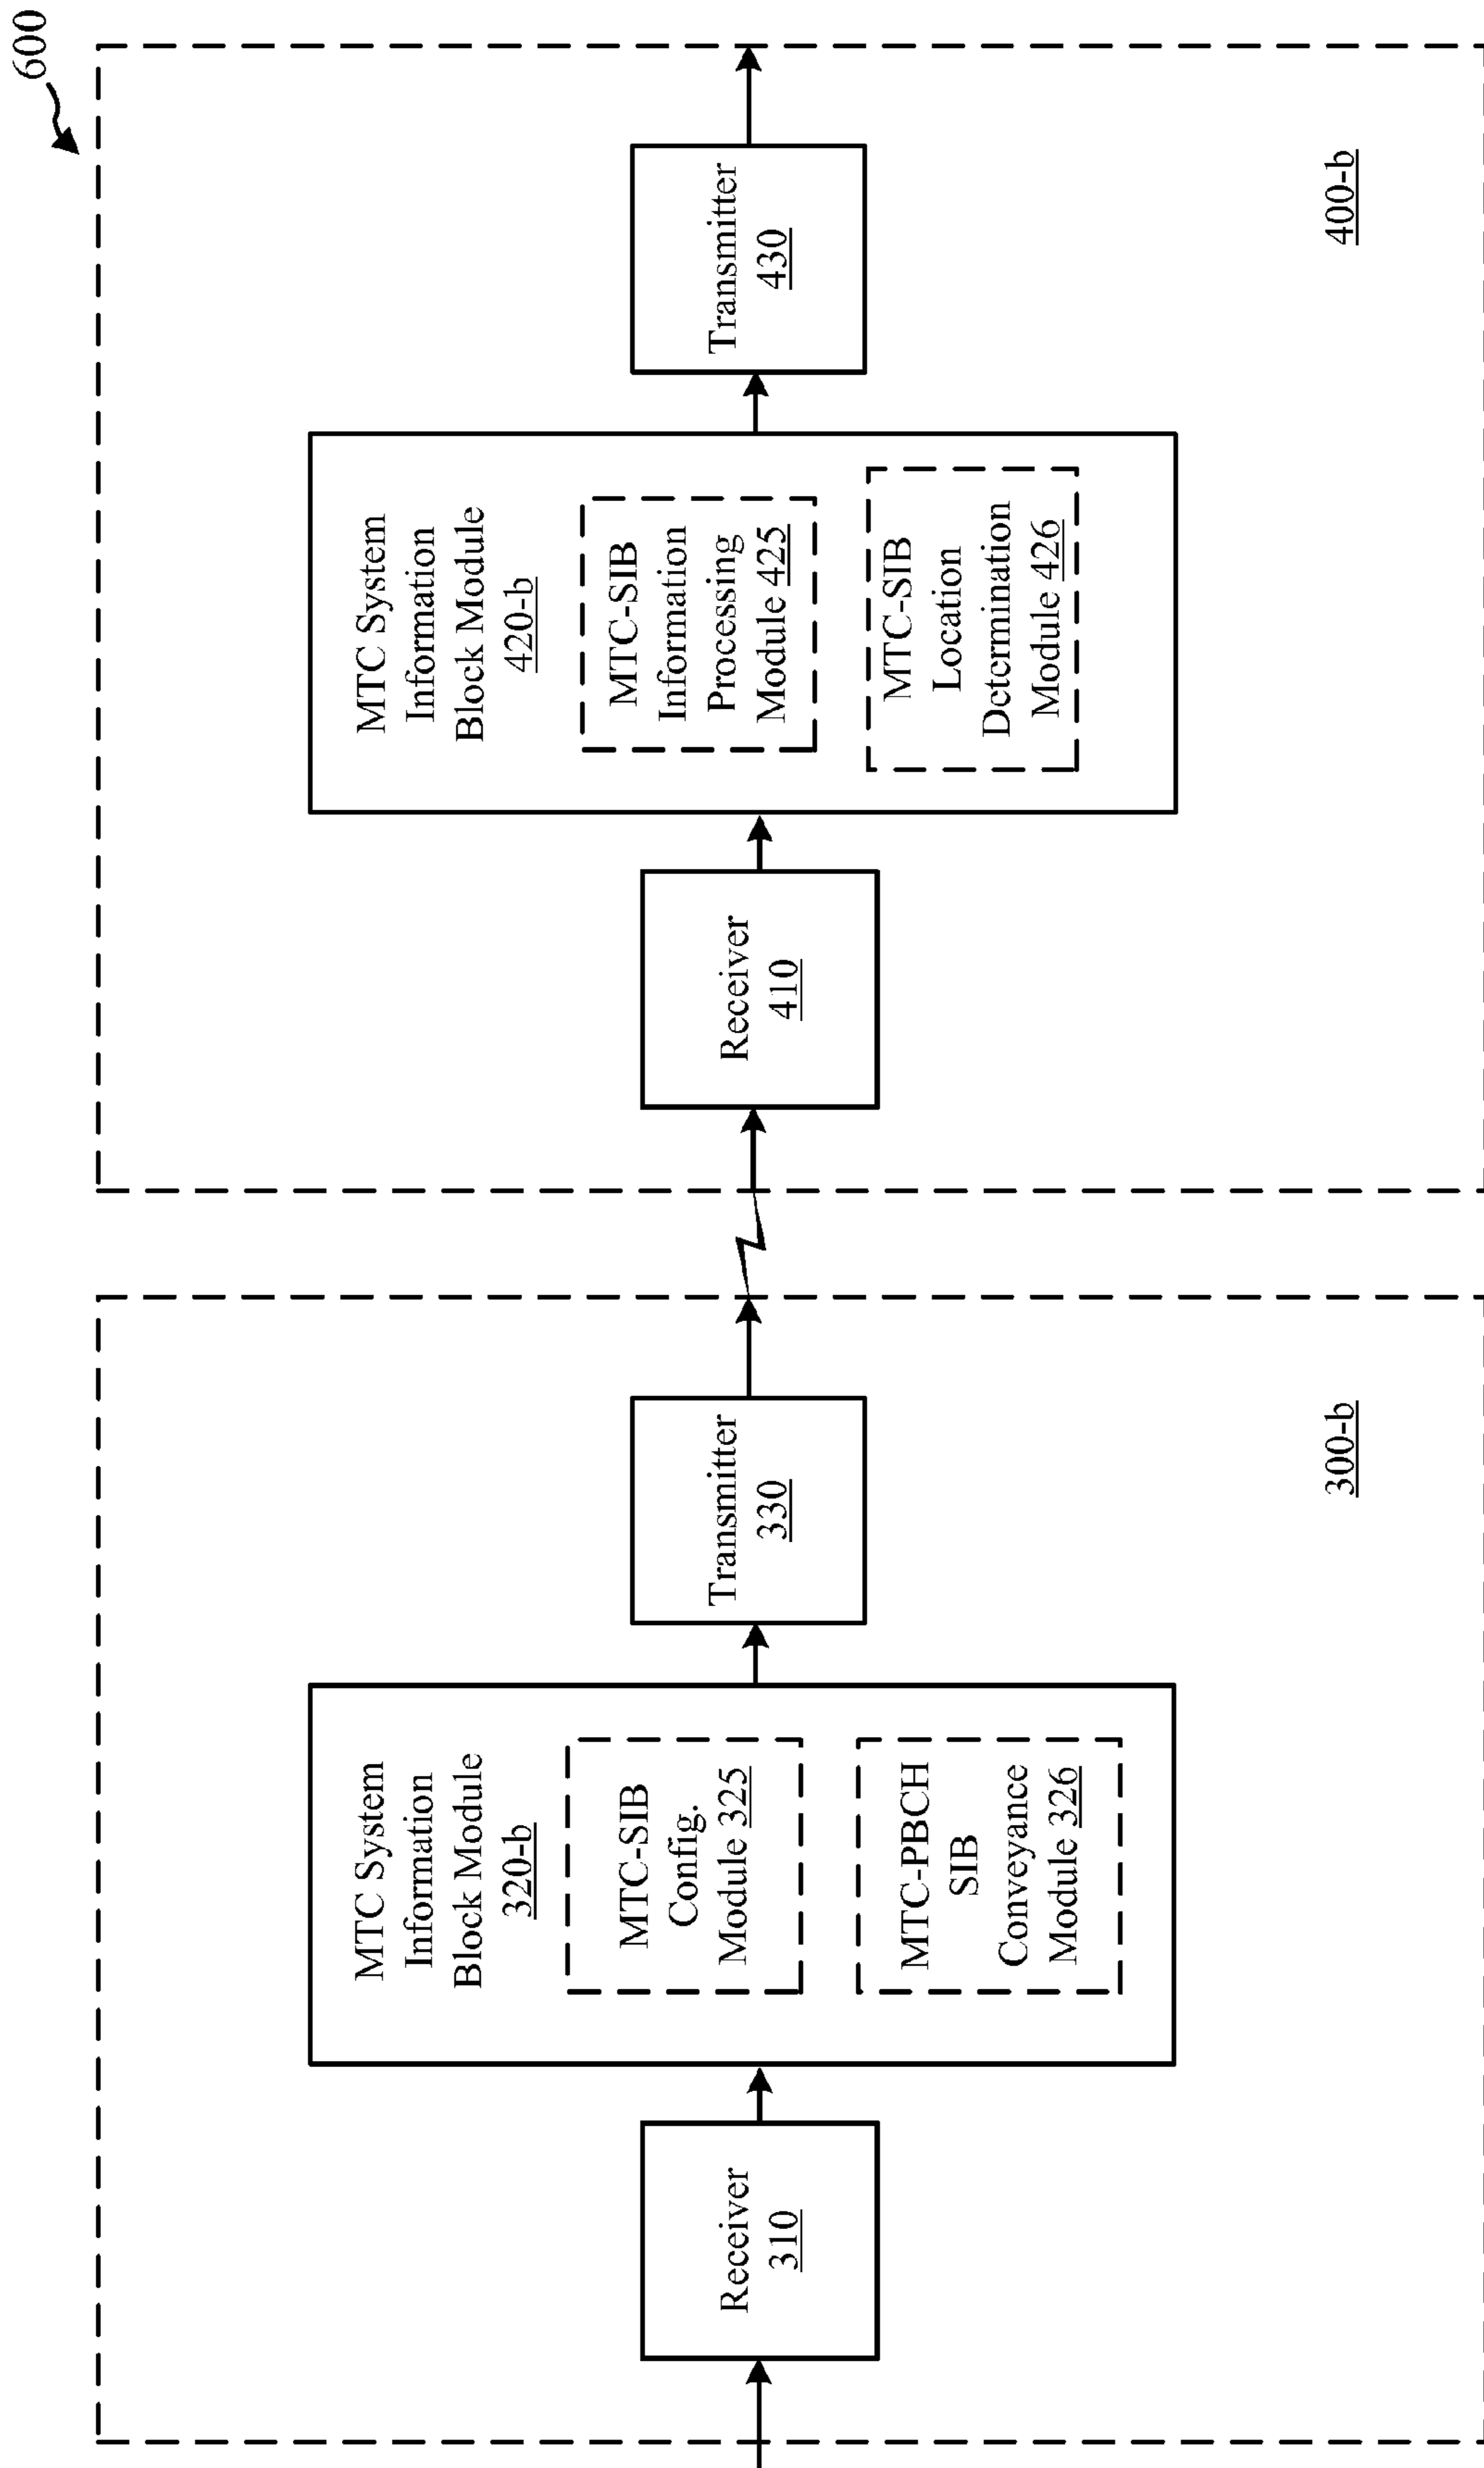 600
Receiver
310
MTC System
Information
Block Module
320-b
MTC-SIB
Config.
Module 325
MTC-PBCH
SIB
Conveyance
Module 326
Transmitter
330
300-b
Receiver
410
MTC System
Information
Block Module
420-b
MTC-SIB
Information
Processing
Module 425
MTC-SIB
Location
Determination
Module 426
Transmitter
430
400-b